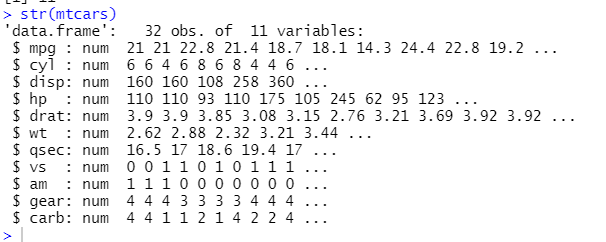 [1] 11
> str(mtcars)
'data.frame':   32 obs. of  11 variables:
 $ mpg : num  21 21 22.8 21.4 18.7 18.1 14.3 24.4 22.8 19.2 ...
 $ cyl : num  6 6 4 6 8 6 8 4 4 6 ...
 $ disp: num  160 160 108 258 360 ...
 $ hp  : num  110 110 93 110 175 105 245 62 95 123 ...
 $ drat: num  3.9 3.9 3.85 3.08 3.15 2.76 3.21 3.69 3.92 3.92 ...
 $ wt  : num  2.62 2.88 2.32 3.21 3.44 ...
 $ qsec: num  16.5 17 18.6 19.4 17 ...
 $ vs  : num  0 0 1 1 0 1 0 1 1 1 ...
 $ am  : num  1 1 1 0 0 0 0 0 0 0 ...
 $ gear: num  4 4 4 3 3 3 3 4 4 4 ...
 $ carb: num  4 4 1 1 2 1 4 2 2 4 ...
>